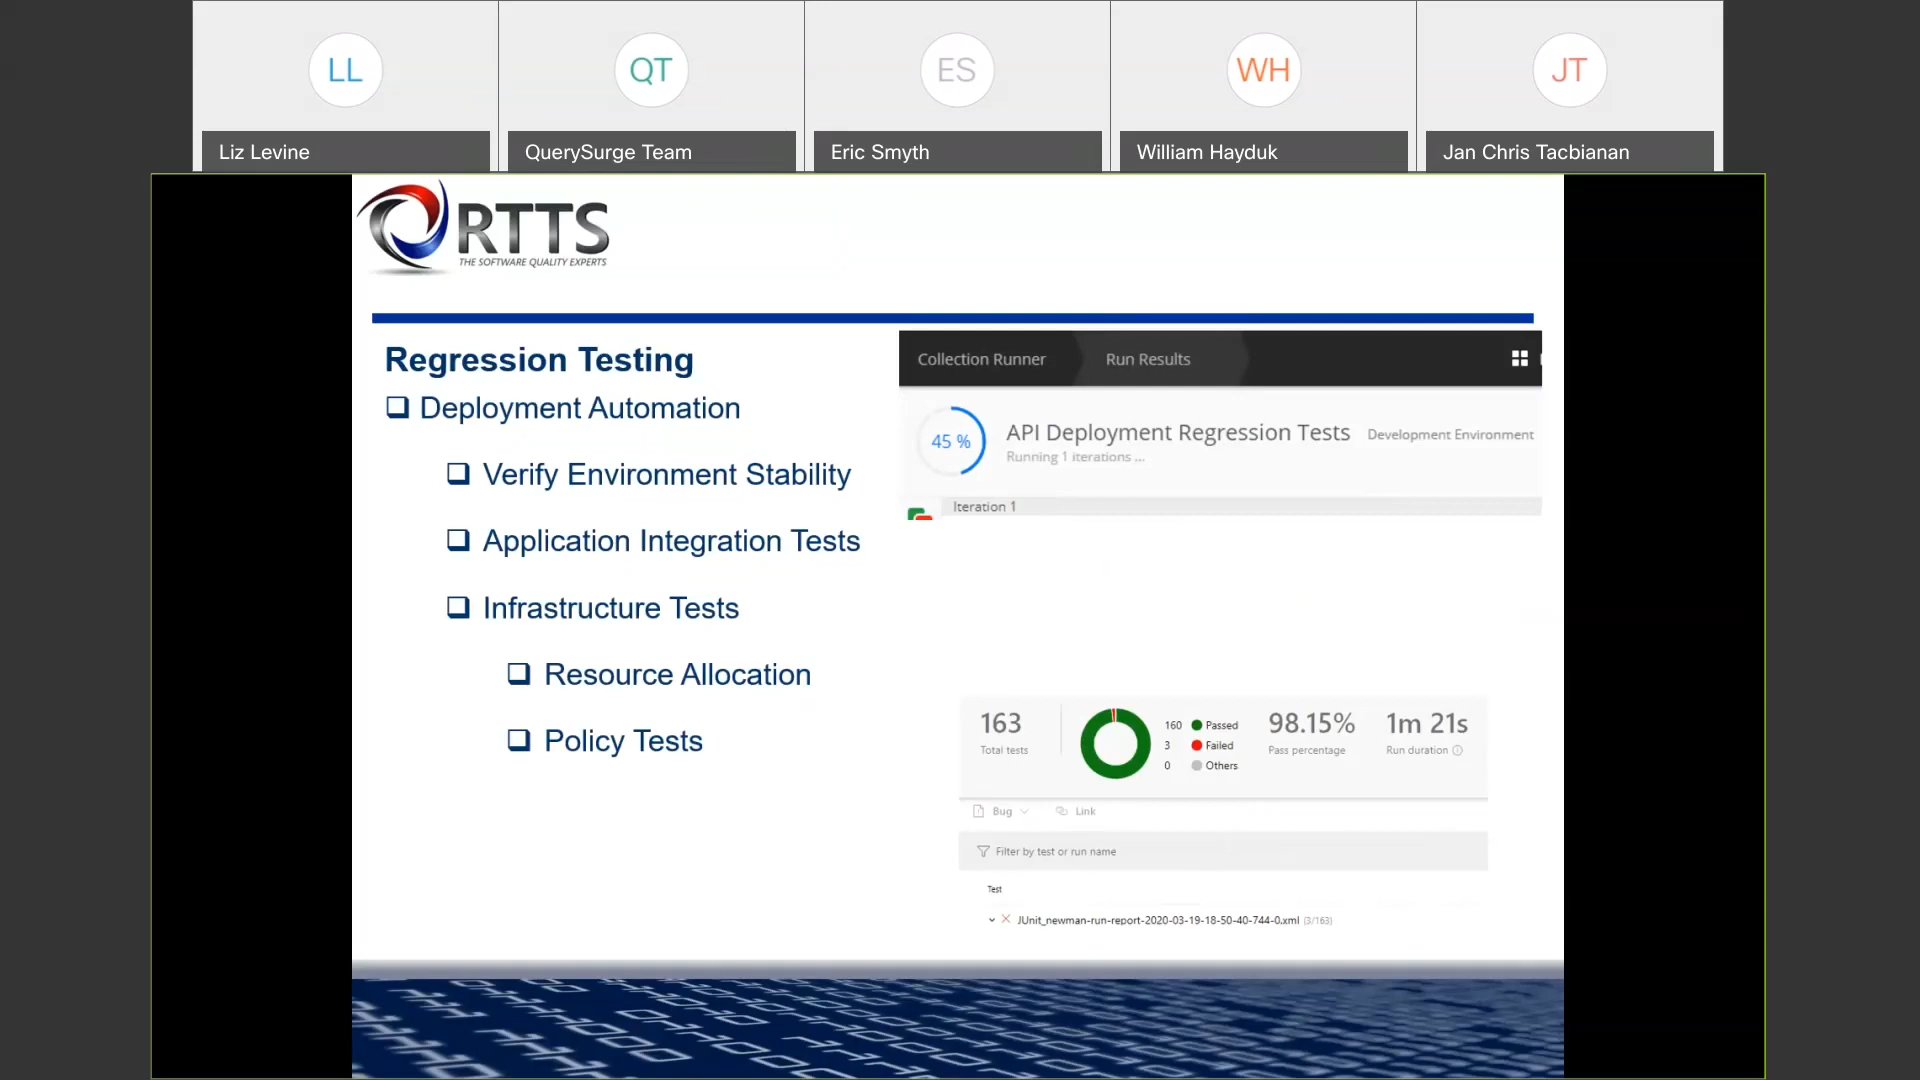 LL
QT
ES
WH
JT
Liz Levine
QuerySurge Team
Eric Smyth
William Hayduk
Jan Chris Tacbianan
RTTS
THE SOFTWARE QUALITY EXPERTS
Regression Testing
Deployment Automation
Verify Environment Stability
Application Integration Tests
Infrastructure Tests
Resource Allocation
Policy Tests
Collection Runner
Run Results
45 %
API Deployment Regression Tests
Development Environment
Running 1 iterations ...
Iteration 1
163
Total tests
160 Passed
3 Failed
0 Others
98.15%
Pass percentage
1m 21s
Run duration
Bug
Link
Filter by test or run name
Test
JUnit_newman-run-report-2020-03-19-18-50-40-744-0.xml (3/163)